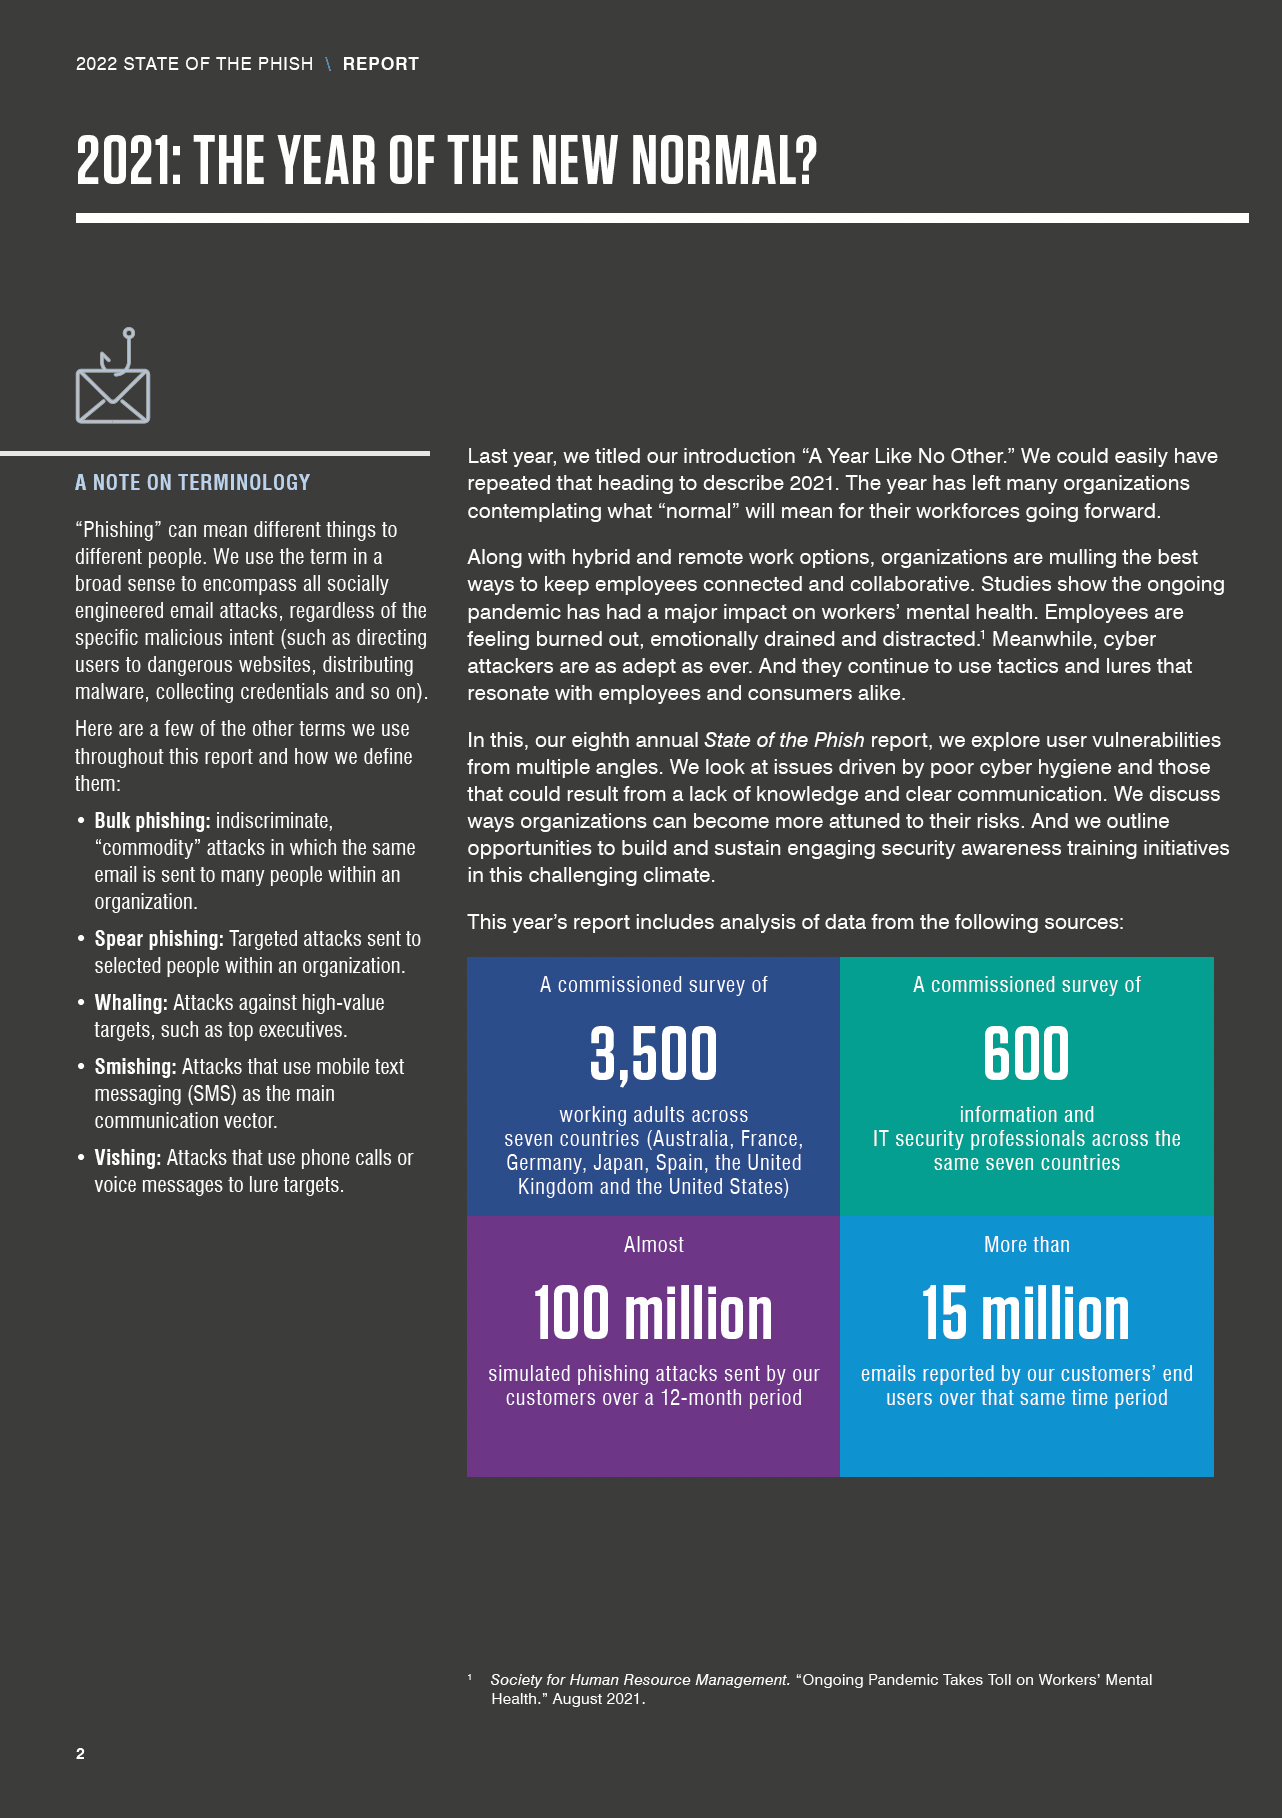 2022 STATE OF THE PHISH \ REPORT
2021: THE YEAR OF THE NEW NORMAL?
A NOTE ON TERMINOLOGY
“Phishing” can mean different things to
different people. We use the term in a
broad sense to encompass all socially
engineered email attacks, regardless of the
specific malicious intent (such as directing
users to dangerous websites, distributing
malware, collecting credentials and so on).
Here are a few of the other terms we use
throughout this report and how we define
them:
• Bulk phishing: indiscriminate,
“commodity” attacks in which the same
email is sent to many people within an
organization.
• Spear phishing: Targeted attacks sent to
selected people within an organization.
• Whaling: Attacks against high-value
targets, such as top executives.
• Smishing: Attacks that use mobile text
messaging (SMS) as the main
communication vector.
• Vishing: Attacks that use phone calls or
voice messages to lure targets.
Last year, we titled our introduction “A Year Like No Other.” We could easily have
repeated that heading to describe 2021. The year has left many organizations
contemplating what “normal” will mean for their workforces going forward.
Along with hybrid and remote work options, organizations are mulling the best
ways to keep employees connected and collaborative. Studies show the ongoing
pandemic has had a major impact on workers’ mental health. Employees are
feeling burned out, emotionally drained and distracted.¹ Meanwhile, cyber
attackers are as adept as ever. And they continue to use tactics and lures that
resonate with employees and consumers alike.
In this, our eighth annual State of the Phish report, we explore user vulnerabilities
from multiple angles. We look at issues driven by poor cyber hygiene and those
that could result from a lack of knowledge and clear communication. We discuss
ways organizations can become more attuned to their risks. And we outline
opportunities to build and sustain engaging security awareness training initiatives
in this challenging climate.
This year’s report includes analysis of data from the following sources:
A commissioned survey of
3,500
working adults across
seven countries (Australia, France,
Germany, Japan, Spain, the United
Kingdom and the United States)
A commissioned survey of
600
information and
IT security professionals across the
same seven countries
Almost
100 million
simulated phishing attacks sent by our
customers over a 12-month period
More than
15 million
emails reported by our customers’ end
users over that same time period
¹ Society for Human Resource Management. “Ongoing Pandemic Takes Toll on Workers’ Mental
Health.” August 2021.
2